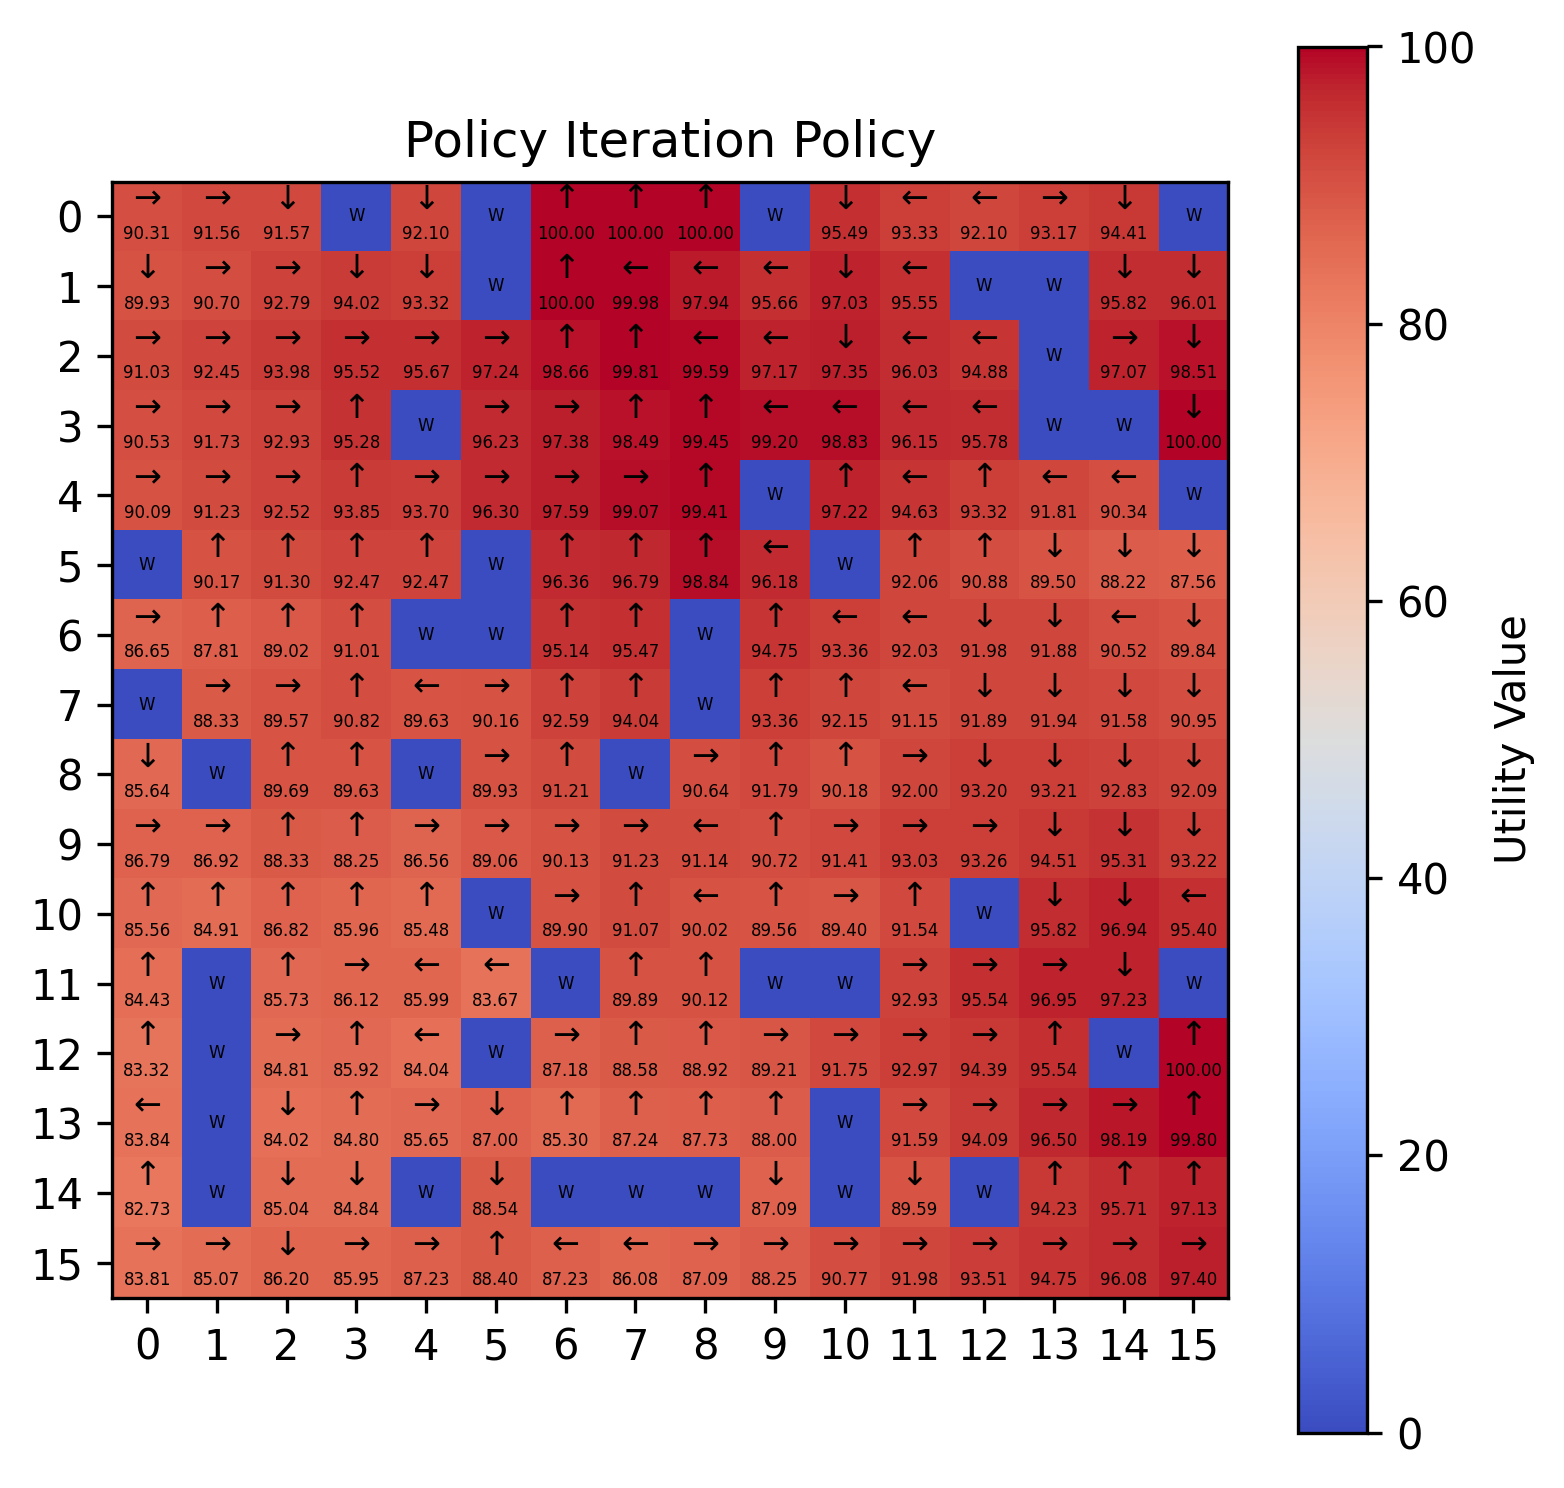 Policy Iteration Policy
0 → 90.31 → 91.56 ↓ 91.57 W ↓ 92.10 W ↑ 100.00 ↑ 100.00 ↑ 100.00 W ↓ 95.49 ← 93.33 ← 92.10 → 93.17 ↓ 94.41 W
1 ↓ 89.93 → 90.70 → 92.79 ↓ 94.02 ↓ 93.32 W ↑ 100.00 ← 99.98 ← 97.94 ← 95.66 ↓ 97.03 ← 95.55 W W ↓ 95.82 ↓ 96.01
2 → 91.03 → 92.45 → 93.98 → 95.52 → 95.67 → 97.24 ↑ 98.66 ↑ 99.81 ← 99.59 ← 97.17 ↓ 97.35 ← 96.03 ← 94.88 W → 97.07 ↓ 98.51
3 → 90.53 → 91.73 → 92.93 ↑ 95.28 W → 96.23 → 97.38 ↑ 98.49 ↑ 99.45 ← 99.20 ← 98.83 ← 96.15 ← 95.78 W W ↓ 100.00
4 → 90.09 → 91.23 → 92.52 ↑ 93.85 → 93.70 → 96.30 → 97.59 → 99.07 ↑ 99.41 W ↑ 97.22 ← 94.63 ↑ 93.32 ← 91.81 ← 90.34 W
5 W ↑ 90.17 ↑ 91.30 ↑ 92.47 ↑ 92.47 W ↑ 96.36 ↑ 96.79 ↑ 98.84 ← 96.18 W ↑ 92.06 ↑ 90.88 ↓ 89.50 ↓ 88.22 ↓ 87.56
6 → 86.65 ↑ 87.81 ↑ 89.02 ↑ 91.01 W W ↑ 95.14 ↑ 95.47 W ↑ 94.75 ← 93.36 ← 92.03 ↓ 91.98 ↓ 91.88 ← 90.52 ↓ 89.84
7 W → 88.33 → 89.57 ↑ 90.82 ← 89.63 → 90.16 ↑ 92.59 ↑ 94.04 W ↑ 93.36 ↑ 92.15 ← 91.15 ↓ 91.89 ↓ 91.94 ↓ 91.58 ↓ 90.95
8 ↓ 85.64 W ↑ 89.69 ↑ 89.63 W → 89.93 ↑ 91.21 W → 90.64 ↑ 91.79 ↑ 90.18 → 92.00 ↓ 93.20 ↓ 93.21 ↓ 92.83 ↓ 92.09
9 → 86.79 → 86.92 ↑ 88.33 ↑ 88.25 → 86.56 → 89.06 → 90.13 → 91.23 ← 91.14 ↑ 90.72 → 91.41 → 93.03 → 93.26 ↓ 94.51 ↓ 95.31 ↓ 93.22
10 ↑ 85.56 ↑ 84.91 ↑ 86.82 ↑ 85.96 ↑ 85.48 W → 89.90 ↑ 91.07 ← 90.02 ↑ 89.56 → 89.40 ↑ 91.54 W ↓ 95.82 ↓ 96.94 ← 95.40
11 ↑ 84.43 W ↑ 85.73 → 86.12 ← 85.99 ← 83.67 W ↑ 89.89 ↑ 90.12 W W → 92.93 → 95.54 → 96.95 ↓ 97.23 W
12 ↑ 83.32 W → 84.81 ↑ 85.92 ← 84.04 W → 87.18 ↑ 88.58 ↑ 88.92 → 89.21 → 91.75 → 92.97 → 94.39 ↑ 95.54 W ↑ 100.00
13 ← 83.84 W ↓ 84.02 ↑ 84.80 → 85.65 ↓ 87.00 ↑ 85.30 ↑ 87.24 ↑ 87.73 ↑ 88.00 W → 91.59 → 94.09 → 96.50 → 98.19 ↑ 99.80
14 ↑ 82.73 W ↓ 85.04 ↓ 84.84 W ↓ 88.54 W W W ↓ 87.09 W ↓ 89.59 W ↑ 94.23 ↑ 95.71 ↑ 97.13
15 → 83.81 → 85.07 ↓ 86.20 → 85.95 → 87.23 ↑ 88.40 ← 87.23 ← 86.08 → 87.09 → 88.25 → 90.77 → 91.98 → 93.51 → 94.75 → 96.08 → 97.40
0 1 2 3 4 5 6 7 8 9 10 11 12 13 14 15
100
80
60
40
20
0
Utility Value